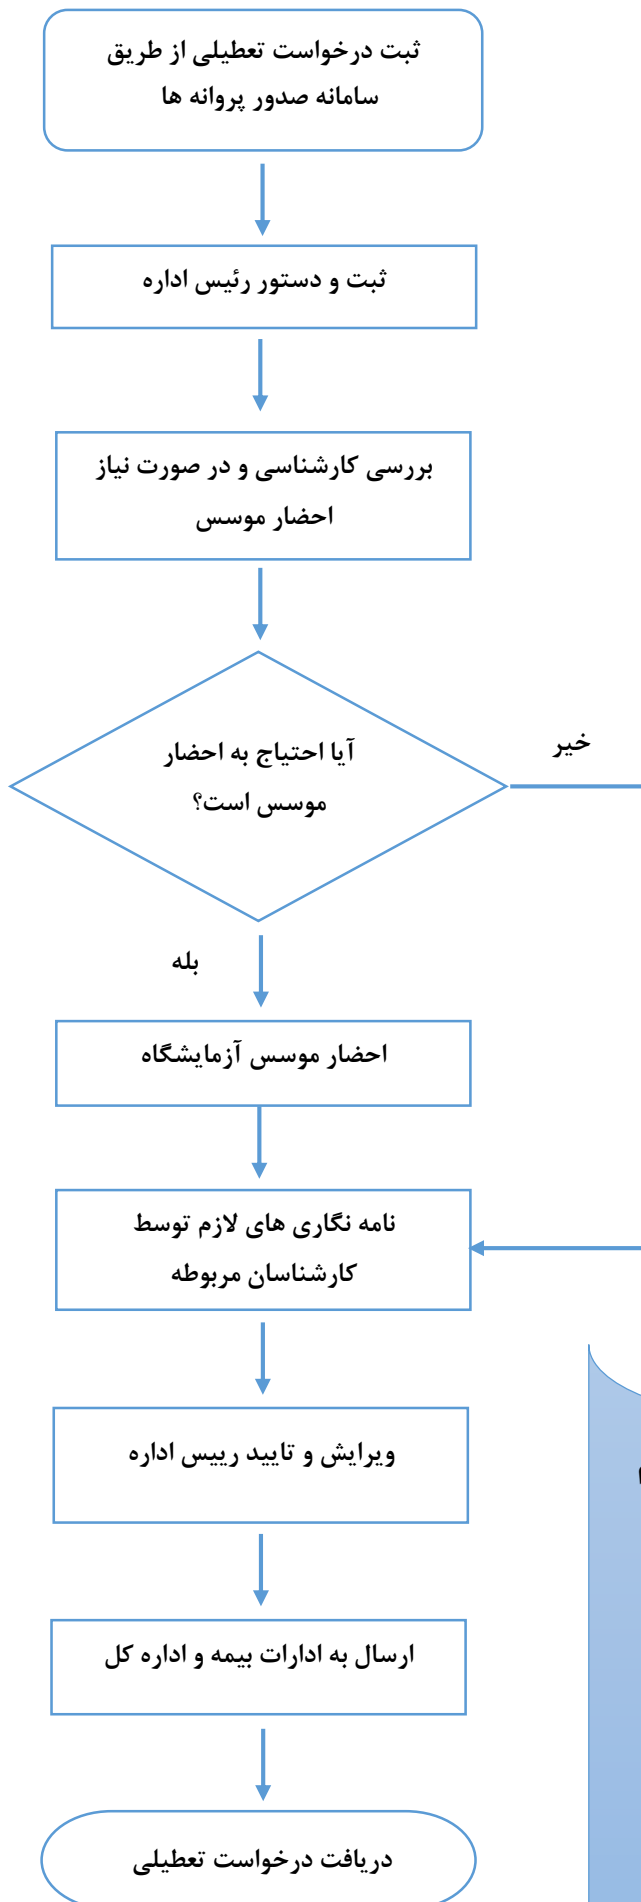 ثبت درخواست تعطیلی از طریق
سامانه صدور پروانه ها
ثبت و دستور رئیس اداره
بررسی کارشناسی و در صورت نیاز
احضار موسس
آیا احتیاج به احضار
موسس است؟
خیر
بله
احضار موسس آزمایشگاه
نامه نگاری های لازم توسط
کارشناسان مربوطه
ویرایش و تایید رییس اداره
ارسال به ادارات بیمه و اداره کل
دریافت درخواست تعطیلی